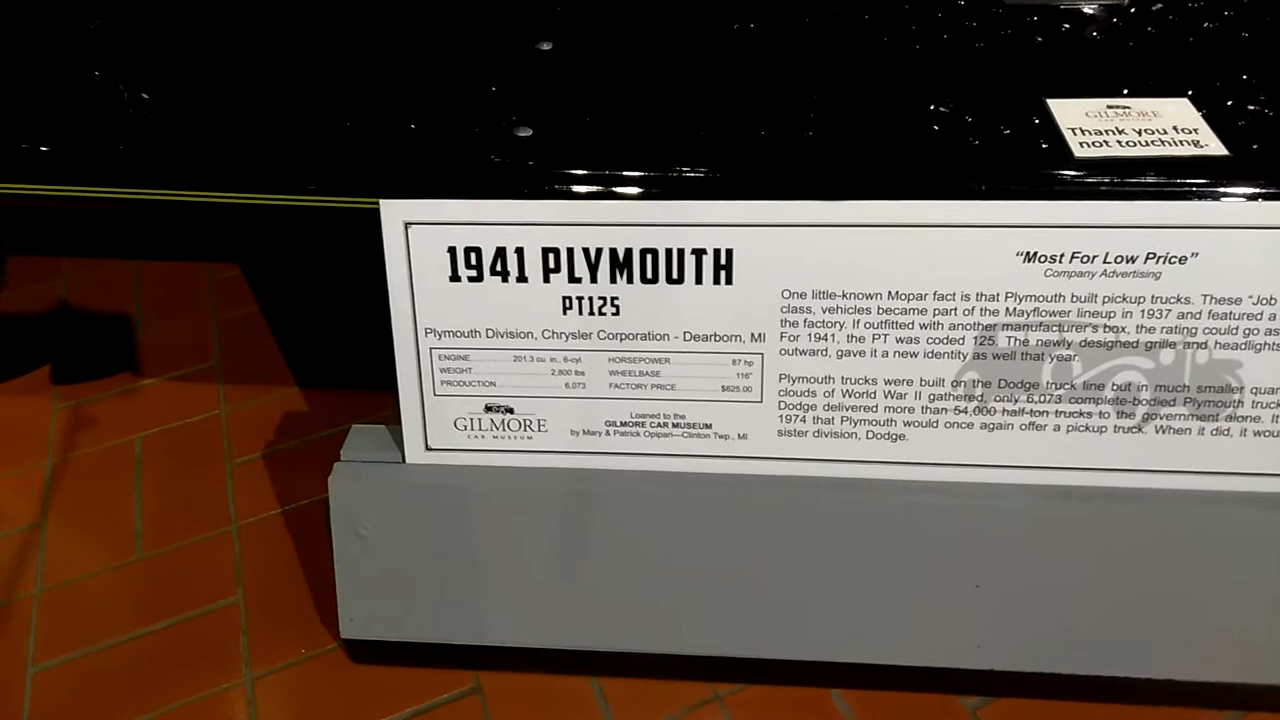 GILMORE
CAR MUSEUM
Thank you for
not touching.
1941 PLYMOUTH
PT125
Plymouth Division, Chrysler Corporation - Dearborn, MI
ENGINE 201.3 cu. in., 6-cyl.
WEIGHT 2,800 lbs
PRODUCTION 6,073
HORSEPOWER 87 hp
WHEELBASE 116"
FACTORY PRICE $625.00
GILMORE
CAR MUSEUM
Loaned to the
GILMORE CAR MUSEUM
by Mary & Patrick Opipari—Clinton Twp., MI
“Most For Low Price”
Company Advertising
One little-known Mopar fact is that Plymouth built pickup trucks. These “Job
class, vehicles became part of the Mayflower lineup in 1937 and featured a
the factory. If outfitted with another manufacturer's box, the rating could go as
For 1941, the PT was coded 125. The newly designed grille and headlights
outward, gave it a new identity as well that year.
Plymouth trucks were built on the Dodge truck line but in much smaller quan
clouds of World War II gathered, only 6,073 complete-bodied Plymouth truck
Dodge delivered more than 54,000 half-ton trucks to the government alone. It
1974 that Plymouth would once again offer a pickup truck. When it did, it wou
sister division, Dodge.